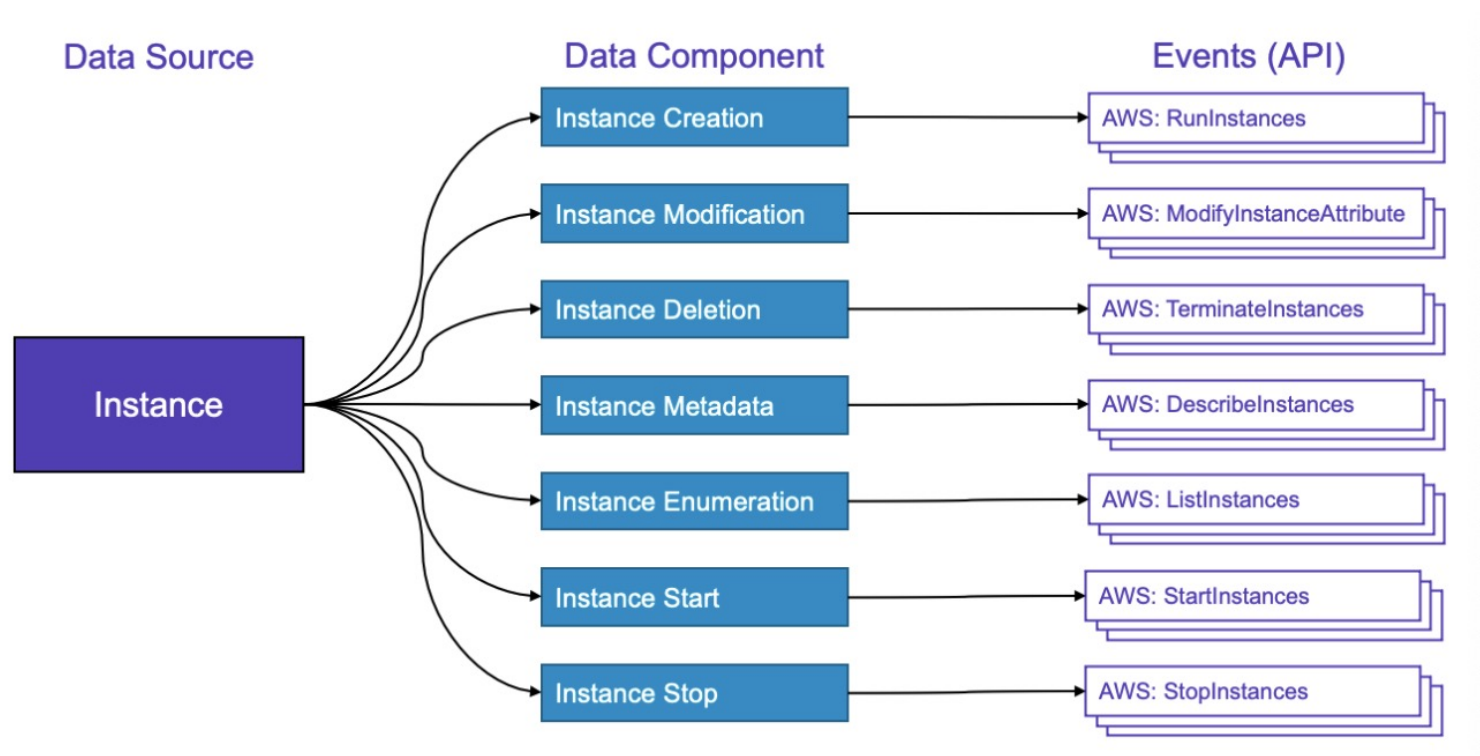 Data Source
Data Component
Events (API)
Instance
Instance Creation
AWS: RunInstances
Instance Modification
AWS: ModifyInstanceAttribute
Instance Deletion
AWS: TerminateInstances
Instance Metadata
AWS: DescribeInstances
Instance Enumeration
AWS: ListInstances
Instance Start
AWS: StartInstances
Instance Stop
AWS: StopInstances